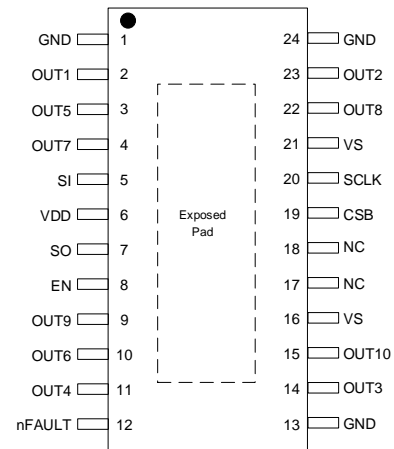 GND 1 24 GND
OUT1 2 23 OUT2
OUT5 3 22 OUT8
OUT7 4 21 VS
SI 5 20 SCLK
VDD 6 Exposed 19 CSB
Pad
SO 7 18 NC
EN 8 17 NC
OUT9 9 16 VS
OUT6 10 15 OUT10
OUT4 11 14 OUT3
nFAULT 12 13 GND